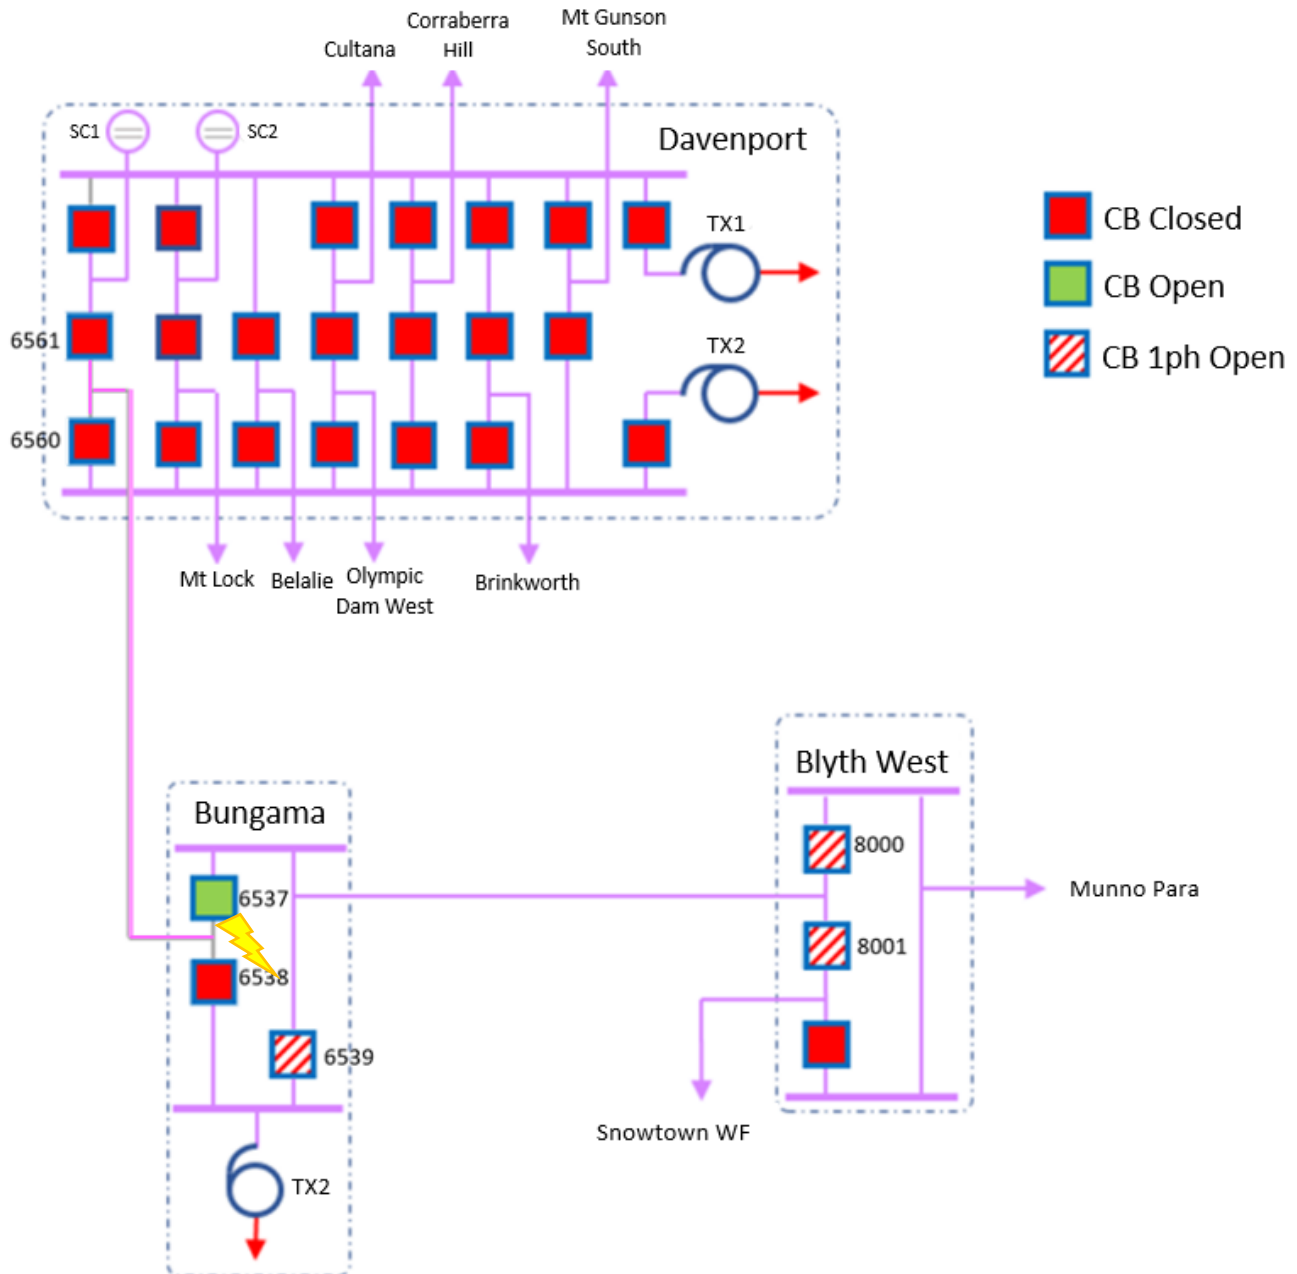 Cultana
Corraberra
Hill
Mt Gunson
South
SC1
SC2
Davenport
TX1
TX2
6561
6560
Mt Lock
Belalie
Olympic
Dam West
Brinkworth
CB Closed
CB Open
CB 1ph Open
Bungama
6537
6538
6539
TX2
Blyth West
8000
8001
Munno Para
Snowtown WF